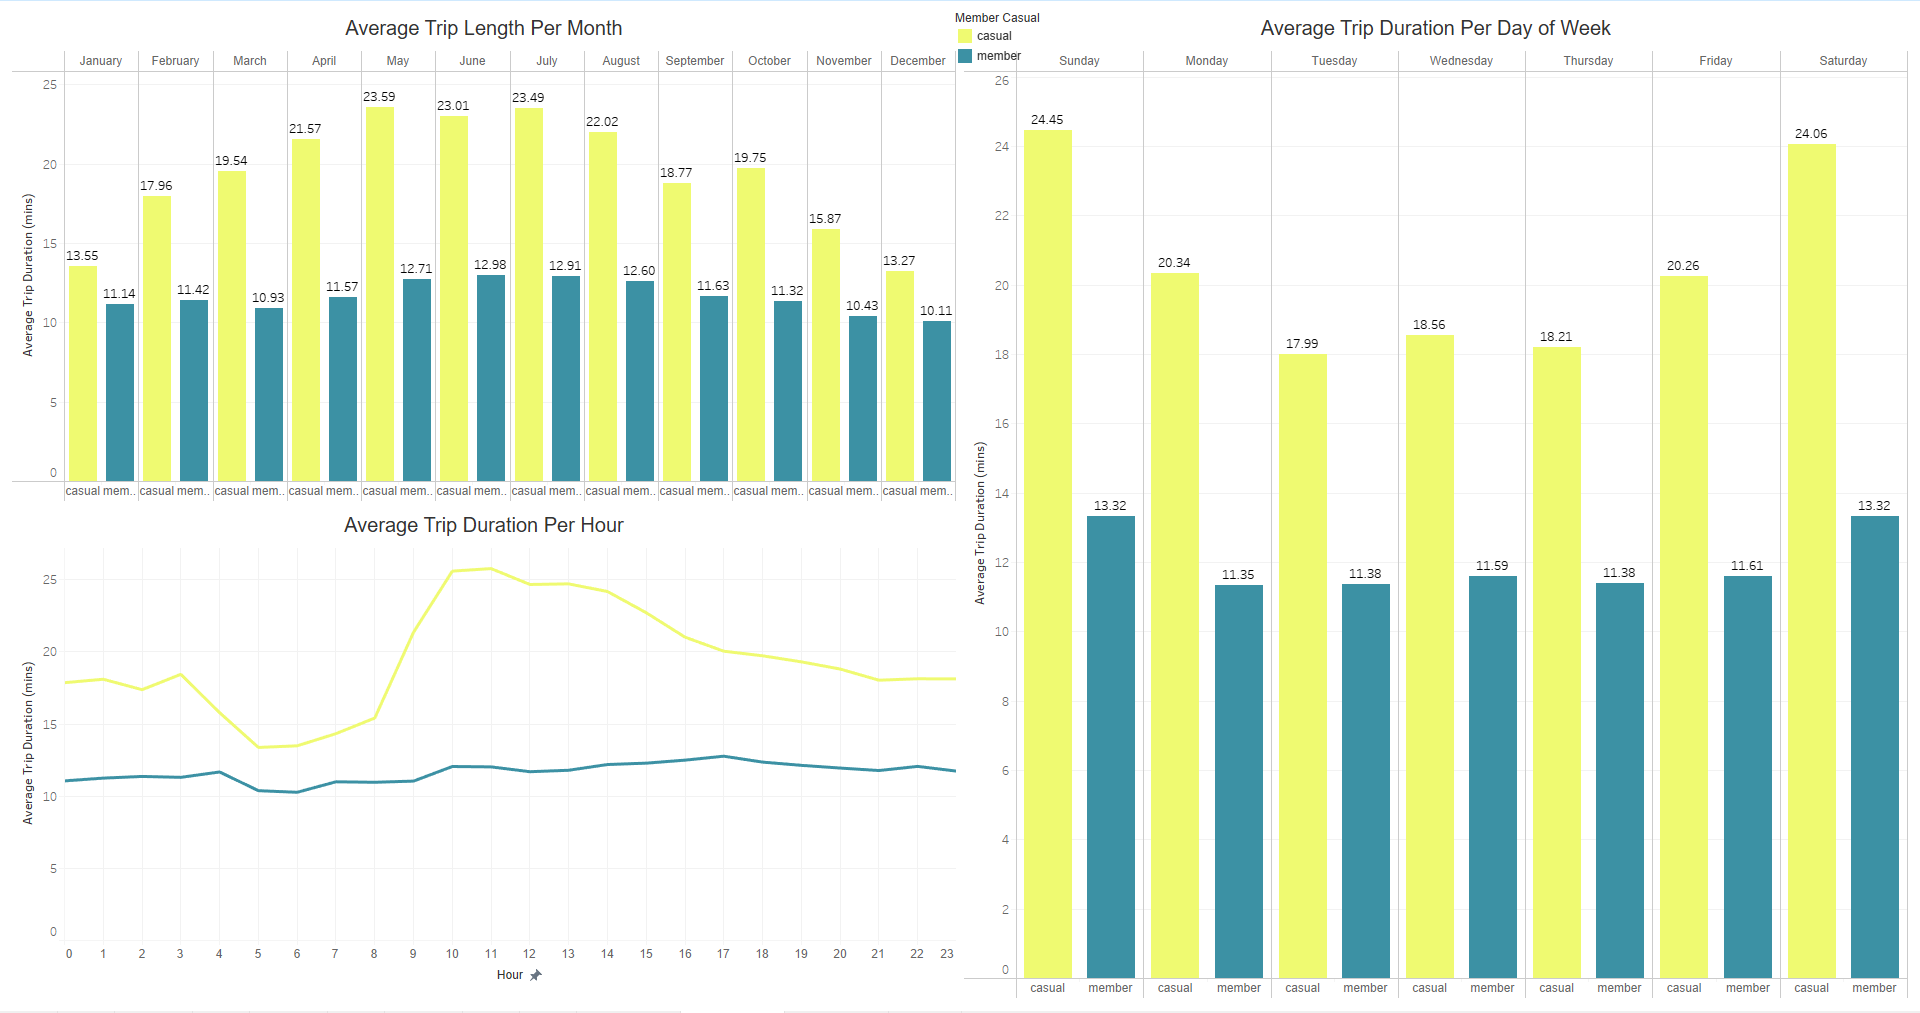 Average Trip Length Per Month
January February March April May June July August September October November December
Average Trip Duration (mins)
25
20
15
10
5
0
13.55 11.14 17.96 11.42 19.54 10.93 21.57 11.57 23.59 12.71 23.01 12.98 23.49 12.91 22.02 12.60 18.77 11.63 19.75 11.32 15.87 10.43 13.27 10.11
casual mem.. casual mem.. casual mem.. casual mem.. casual mem.. casual mem.. casual mem.. casual mem.. casual mem.. casual mem.. casual mem.. casual mem..
Member Casual
casual
member
Average Trip Duration Per Hour
Average Trip Duration (mins)
25
20
15
10
5
0
0 1 2 3 4 5 6 7 8 9 10 11 12 13 14 15 16 17 18 19 20 21 22 23
Hour
Average Trip Duration Per Day of Week
Sunday Monday Tuesday Wednesday Thursday Friday Saturday
Average Trip Duration (mins)
26
24
22
20
18
16
14
12
10
8
6
4
2
0
24.45 13.32 20.34 11.35 17.99 11.38 18.56 11.59 18.21 11.38 20.26 11.61 24.06 13.32
casual member casual member casual member casual member casual member casual member casual member